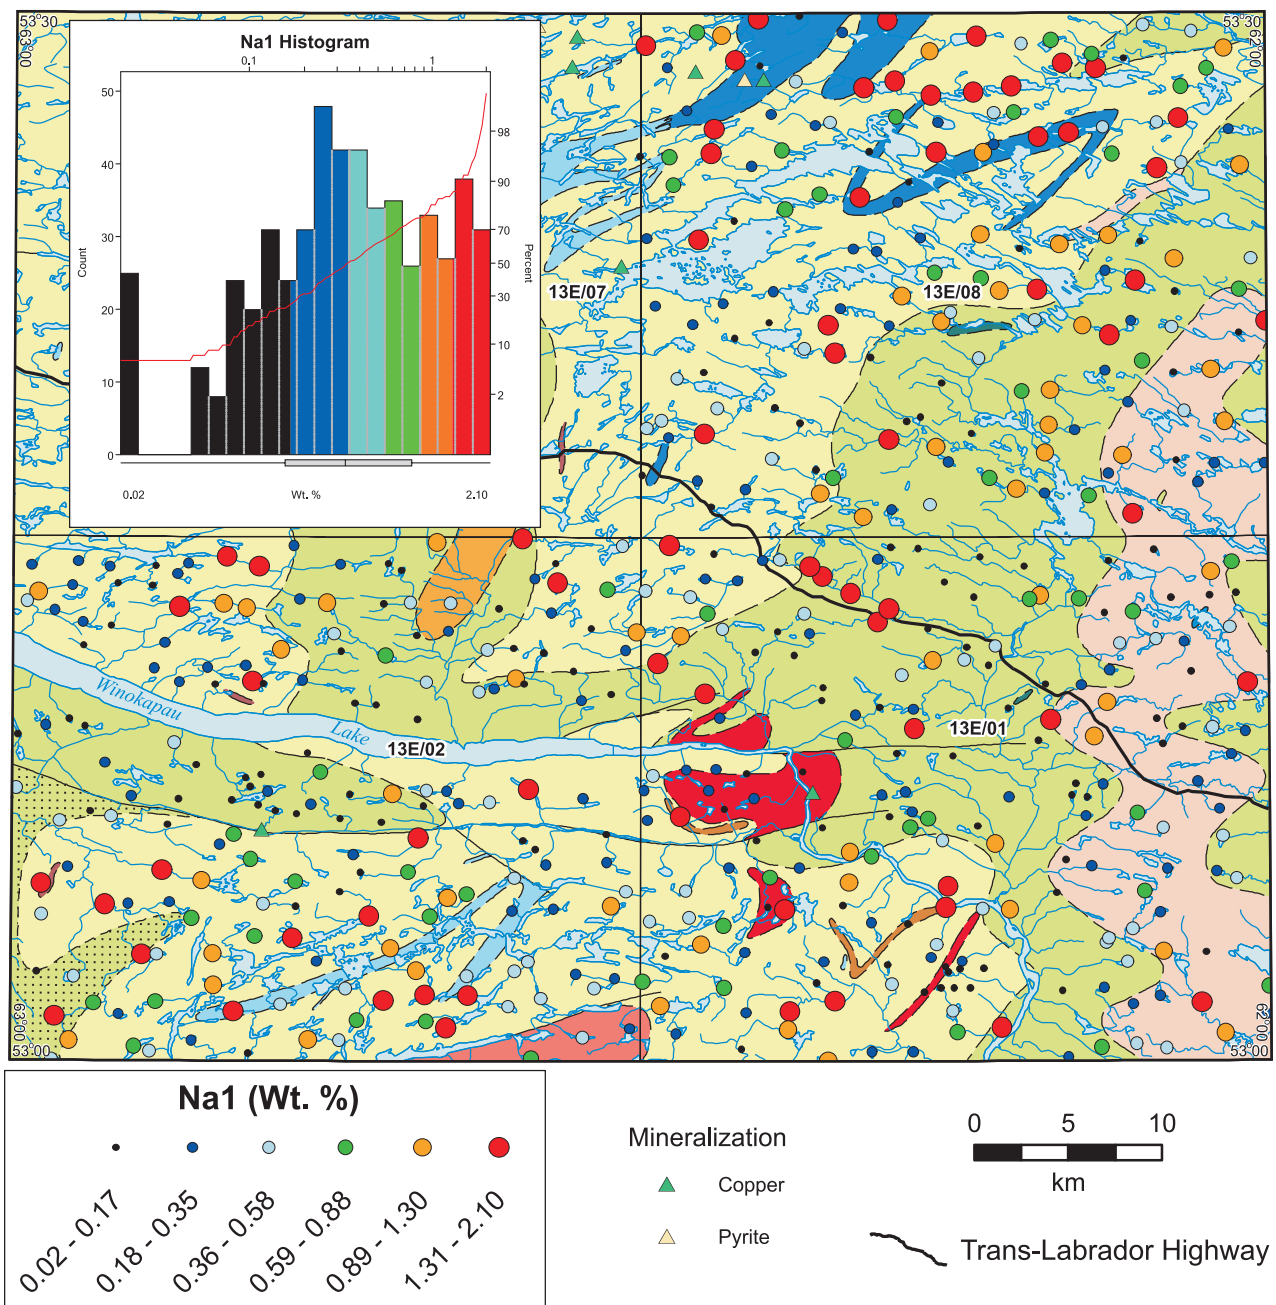 53°30
63°00
53°30
62°00
Na1 Histogram
0.1
1
50
40
30
20
10
0
Count
98
90
70
50
30
10
2
Percent
0.02
Wt. %
2.10
13E/07
13E/08
Winokapau
Lake
13E/02
13E/01
63°00
53°00
62°00
53°00
Na1 (Wt. %)
0.02 - 0.17
0.18 - 0.35
0.36 - 0.58
0.59 - 0.88
0.89 - 1.30
1.31 - 2.10
Mineralization
Copper
Pyrite
0 5 10
km
Trans-Labrador Highway